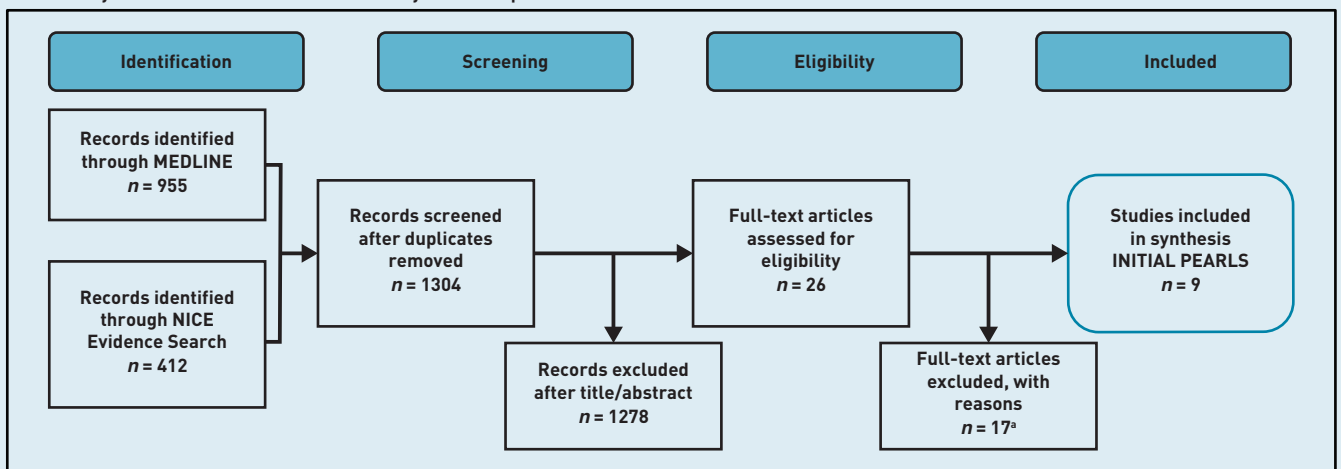 Identification
Screening
Eligibility
Included
Records identified
through MEDLINE
n = 955
Records identified
through NICE
Evidence Search
n = 412
Records screened
after duplicates
removed
n = 1304
Records excluded
after title/abstract
n = 1278
Full-text articles
assessed for
eligibility
n = 26
Full-text articles
excluded, with
reasons
n = 17ª
Studies included
in synthesis
INITIAL PEARLS
n = 9